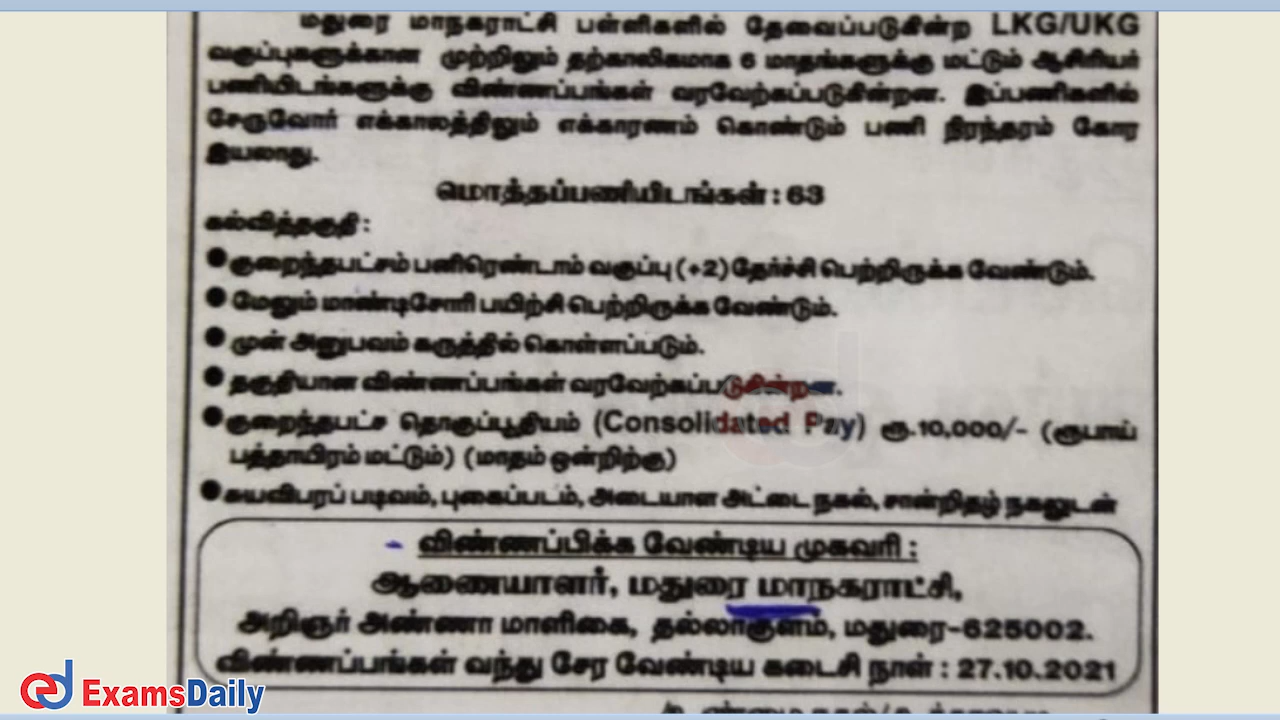 மதுரை மாநகராட்சி பள்ளிகளில் தேவைப்படுகின்ற LKG/UKG
வகுப்புகளுக்கான முற்றிலும் தற்காலிகமாக 6 மாதங்களுக்கு மட்டும் ஆசிரியர்
பணியிடங்களுக்கு விண்ணப்பங்கள் வரவேற்கப்படுகின்றன. இப்பணிகளில்
சேருவோர் எக்காலத்திலும் எக்காரணம் கொண்டும் பணி நிரந்தரம் கோர
இயலாது.
மொத்தப்பணியிடங்கள் : 63
கல்வித்தகுதி :
● குறைந்தபட்சம் பனிரெண்டாம் வகுப்பு (+2) தேர்ச்சி பெற்றிருக்க வேண்டும்.
● மேலும் மாண்டிசோரி பயிற்சி பெற்றிருக்க வேண்டும்.
● முன் அனுபவம் கருத்தில் கொள்ளப்படும்.
● தகுதியான விண்ணப்பங்கள் வரவேற்கப்படுகின்றன.
● குறைந்தபட்ச தொகுப்பூதியம் (Consolidated Pay) ரூ.10,000/- (ரூபாய்
பத்தாயிரம் மட்டும்) (மாதம் ஒன்றிற்கு)
● சுயவிபரப் படிவம், புகைப்படம், அடையாள அட்டை நகல், சான்றிதழ் நகலுடன்
விண்ணப்பிக்க வேண்டிய முகவரி :
ஆணையாளர், மதுரை மாநகராட்சி,
அறிஞர் அண்ணா மாளிகை, தல்லாகுளம், மதுரை-625002.
விண்ணப்பங்கள் வந்து சேர வேண்டிய கடைசி நாள் : 27.10.2021
ExamsDaily